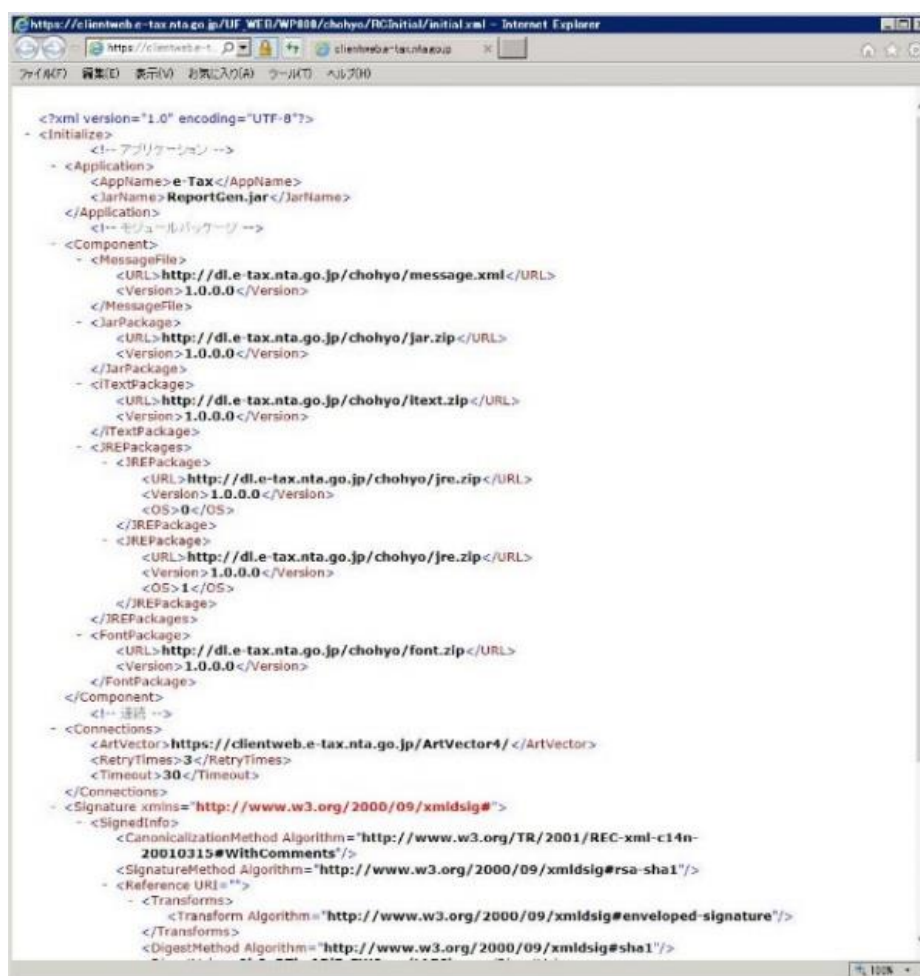 https://clientweb.e-tax.nta.go.jp/UF_WEB/WP000/chohyo/RCInitial/initial.xml - Internet Explorer
https://clientweb.e-t.. clientweb.e-tax.nta.go.jp
ファイル(F) 編集(E) 表示(V) お気に入り(A) ツール(T) ヘルプ(H)
<?xml version="1.0" encoding="UTF-8"?>
- <Initialize>
<!-- アプリケーション -->
- <Application>
<AppName>e-Tax</AppName>
<JarName>ReportGen.jar</JarName>
</Application>
<!-- モジュールパッケージ -->
- <Component>
- <MessageFile>
<URL>http://dl.e-tax.nta.go.jp/chohyo/message.xml</URL>
<Version>1.0.0.0</Version>
</MessageFile>
- <JarPackage>
<URL>http://dl.e-tax.nta.go.jp/chohyo/jar.zip</URL>
<Version>1.0.0.0</Version>
</JarPackage>
- <iTextPackage>
<URL>http://dl.e-tax.nta.go.jp/chohyo/itext.zip</URL>
<Version>1.0.0.0</Version>
</iTextPackage>
- <JREPackages>
- <JREPackage>
<URL>http://dl.e-tax.nta.go.jp/chohyo/jre.zip</URL>
<Version>1.0.0.0</Version>
<OS>0</OS>
</JREPackage>
- <JREPackage>
<URL>http://dl.e-tax.nta.go.jp/chohyo/jre.zip</URL>
<Version>1.0.0.0</Version>
<OS>1</OS>
</JREPackage>
</JREPackages>
- <FontPackage>
<URL>http://dl.e-tax.nta.go.jp/chohyo/font.zip</URL>
<Version>1.0.0.0</Version>
</FontPackage>
</Component>
<!-- 連続 -->
- <Connections>
<ArtVector>https://clientweb.e-tax.nta.go.jp/ArtVector4/</ArtVector>
<RetryTimes>3</RetryTimes>
<Timeout>30</Timeout>
</Connections>
- <Signature xmlns="http://www.w3.org/2000/09/xmldsig#">
- <SignedInfo>
<CanonicalizationMethod Algorithm="http://www.w3.org/TR/2001/REC-xml-c14n-
20010315#WithComments"/>
<SignatureMethod Algorithm="http://www.w3.org/2000/09/xmldsig#rsa-sha1"/>
- <Reference URI="">
- <Transforms>
<Transform Algorithm="http://www.w3.org/2000/09/xmldsig#enveloped-signature"/>
</Transforms>
<DigestMethod Algorithm="http://www.w3.org/2000/09/xmldsig#sha1"/>
100%